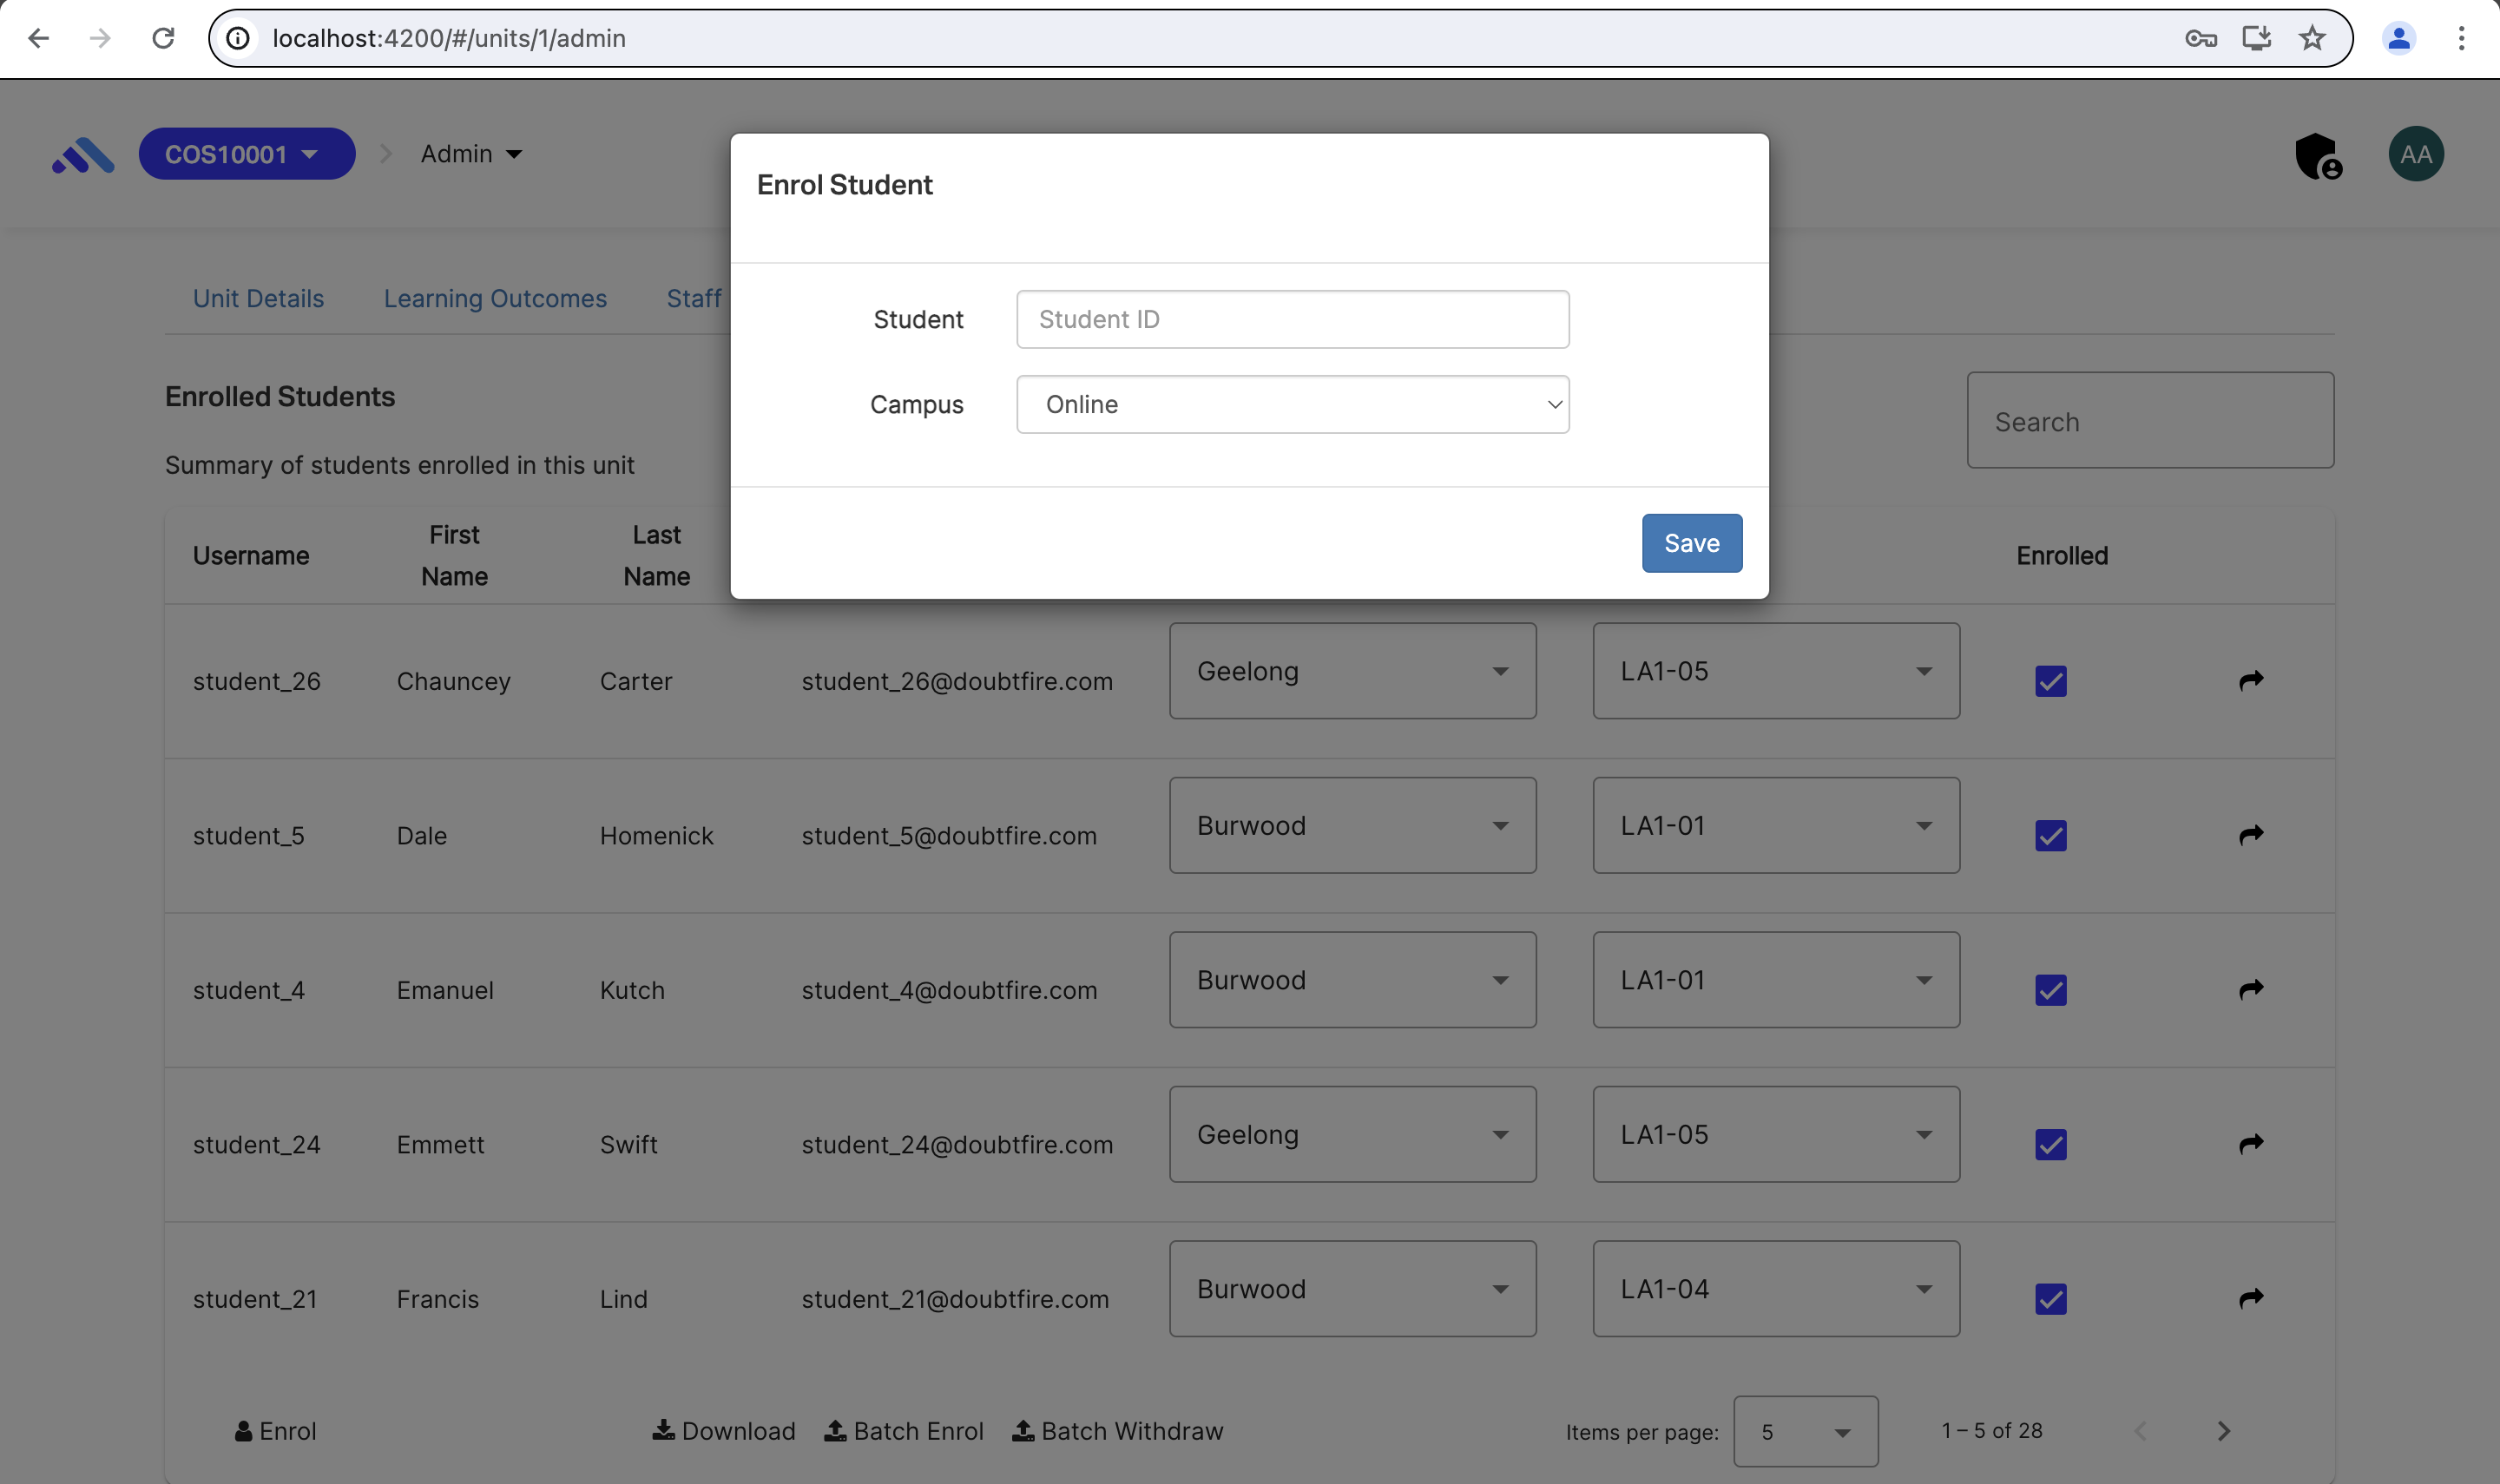 localhost:4200/#/units/1/admin
COS10001
Admin
AA
Enrol Student
Student
Student ID
Campus
Online
Save
Unit Details
Learning Outcomes
Staff
Enrolled Students
Search
Summary of students enrolled in this unit
Username
First
Name
Last
Name
Enrolled
student_26 Chauncey Carter student_26@doubtfire.com Geelong LA1-05
student_5 Dale Homenick student_5@doubtfire.com Burwood LA1-01
student_4 Emanuel Kutch student_4@doubtfire.com Burwood LA1-01
student_24 Emmett Swift student_24@doubtfire.com Geelong LA1-05
student_21 Francis Lind student_21@doubtfire.com Burwood LA1-04
Enrol Download Batch Enrol Batch Withdraw Items per page: 5 1 – 5 of 28